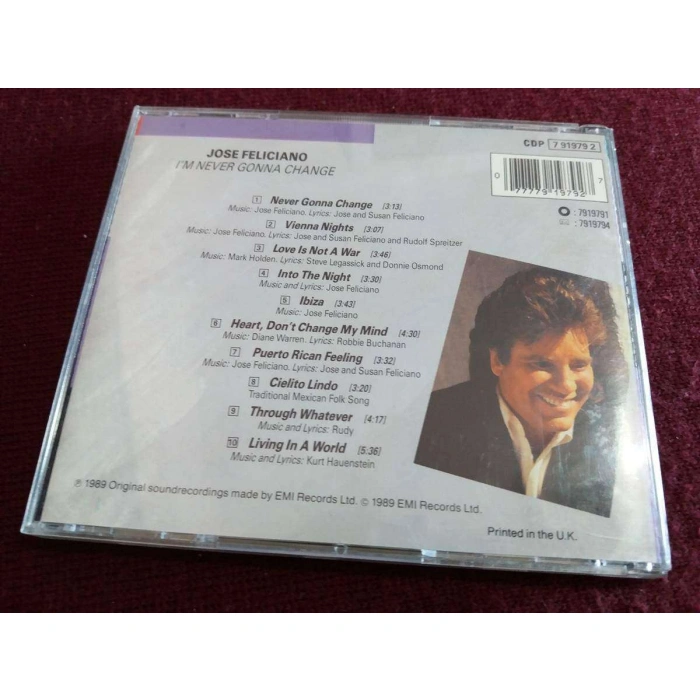 JOSE FELICIANO
I'M NEVER GONNA CHANGE
CDP 7 91979 2
0 77779 19792 7
: 7919791
: 7919794
1 Never Gonna Change [3:13]
Music: Jose Feliciano. Lyrics: Jose and Susan Feliciano
2 Vienna Nights [3:07]
Music: Jose Feliciano. Lyrics: Jose and Susan Feliciano and Rudolf Spreitzer
3 Love Is Not A War [3:46]
Music: Mark Holden. Lyrics: Steve Legassick and Donnie Osmond
4 Into The Night [3:30]
Music and Lyrics: Jose Feliciano
5 Ibiza [3:43]
Music: Jose Feliciano
6 Heart, Don't Change My Mind [4:30]
Music: Diane Warren. Lyrics: Robbie Buchanan
7 Puerto Rican Feeling [3:32]
Music: Jose Feliciano. Lyrics: Jose and Susan Feliciano
8 Cielito Lindo [3:20]
Traditional Mexican Folk Song
9 Through Whatever [4:17]
Music and Lyrics: Rudy
10 Living In A World [5:36]
Music and Lyrics: Kurt Hauenstein
℗ 1989 Original soundrecordings made by EMI Records Ltd. © 1989 EMI Records Ltd.
Printed in the U.K.